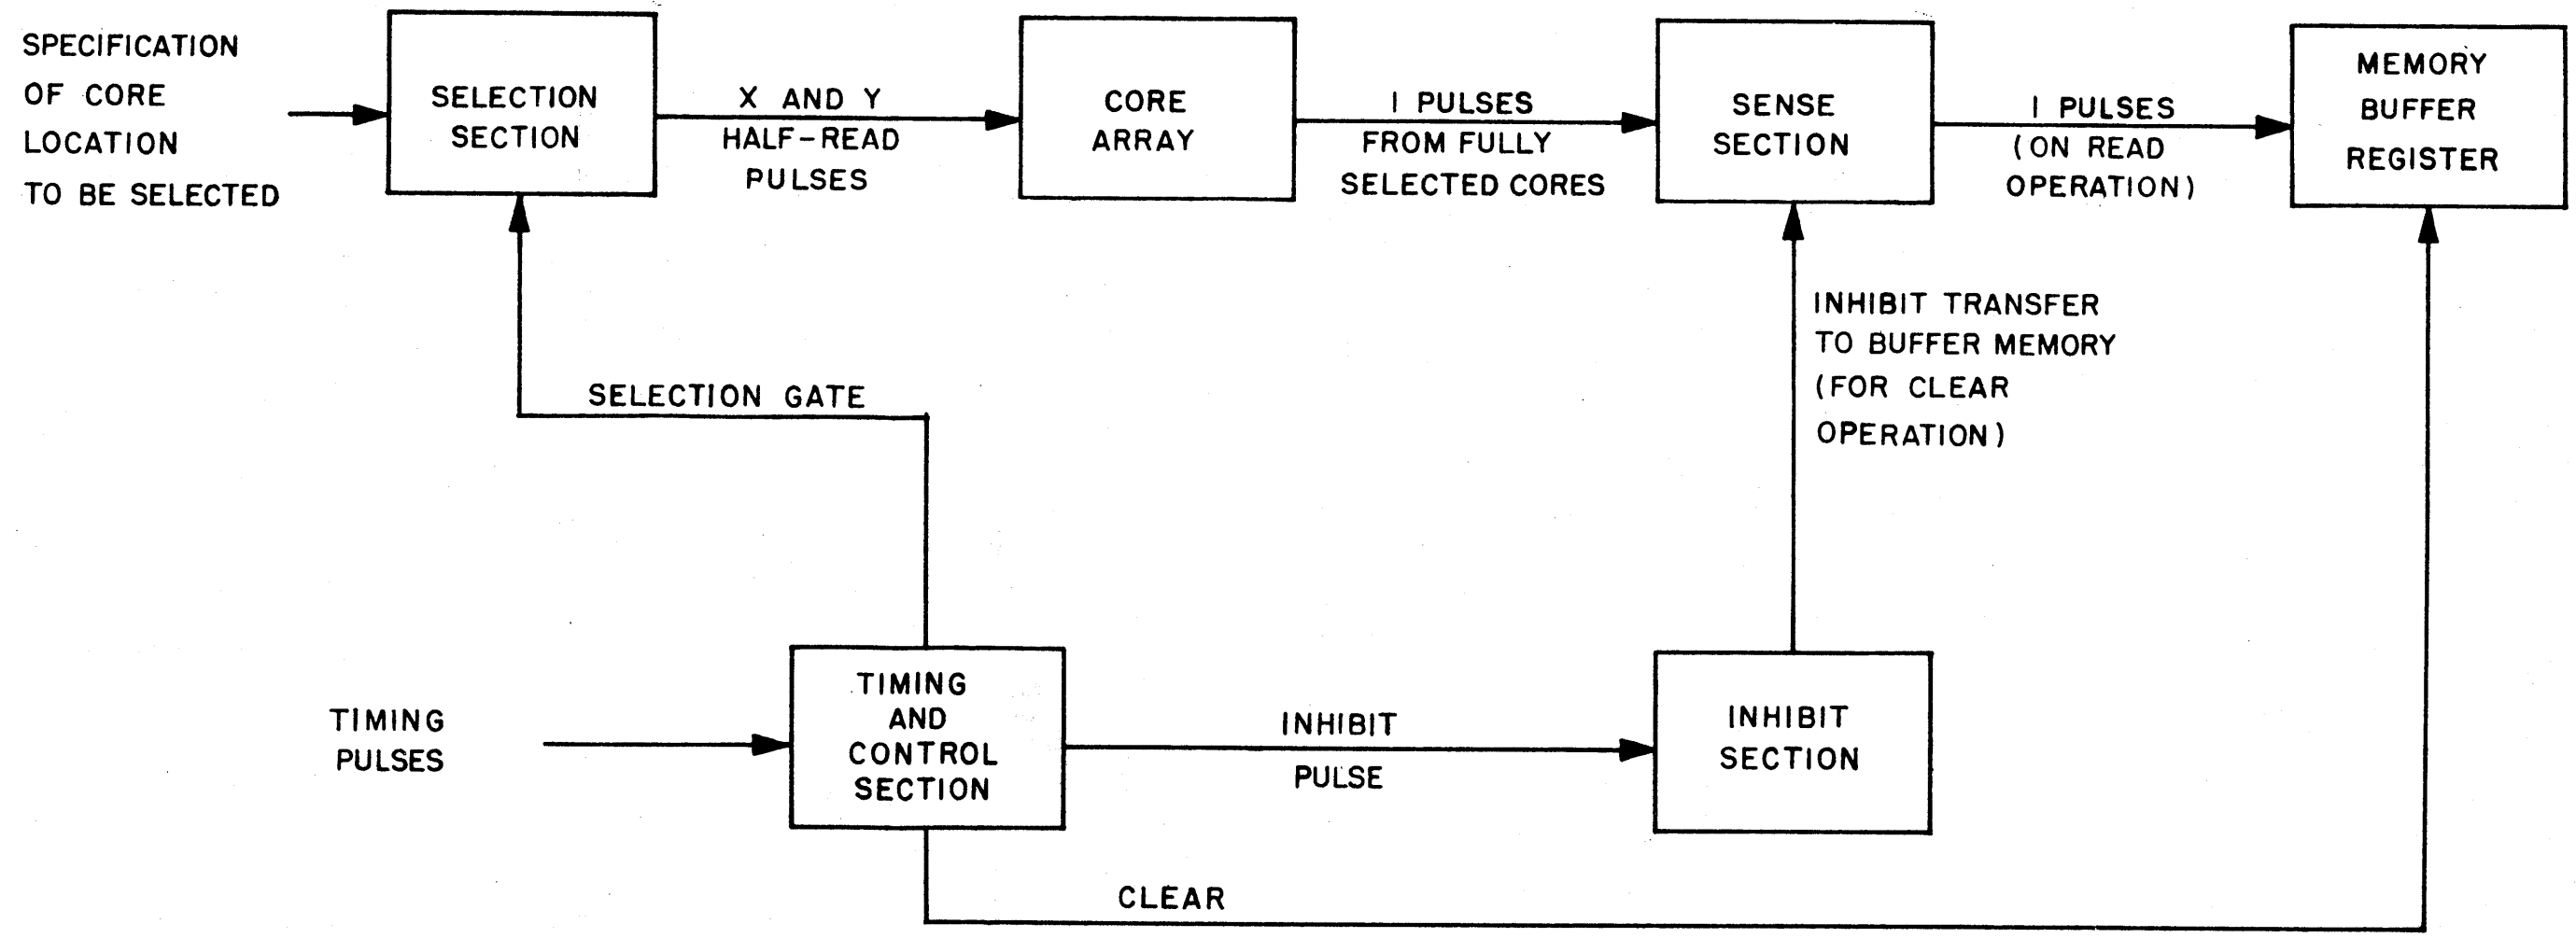 SPECIFICATION
OF CORE
LOCATION
TO BE SELECTED
SELECTION
SECTION
X AND Y
HALF-READ
PULSES
CORE
ARRAY
I PULSES
FROM FULLY
SELECTED CORES
SENSE
SECTION
I PULSES
(ON READ
OPERATION)
MEMORY
BUFFER
REGISTER
SELECTION GATE
INHIBIT TRANSFER
TO BUFFER MEMORY
(FOR CLEAR
OPERATION)
TIMING
PULSES
TIMING
AND
CONTROL
SECTION
INHIBIT
PULSE
INHIBIT
SECTION
CLEAR